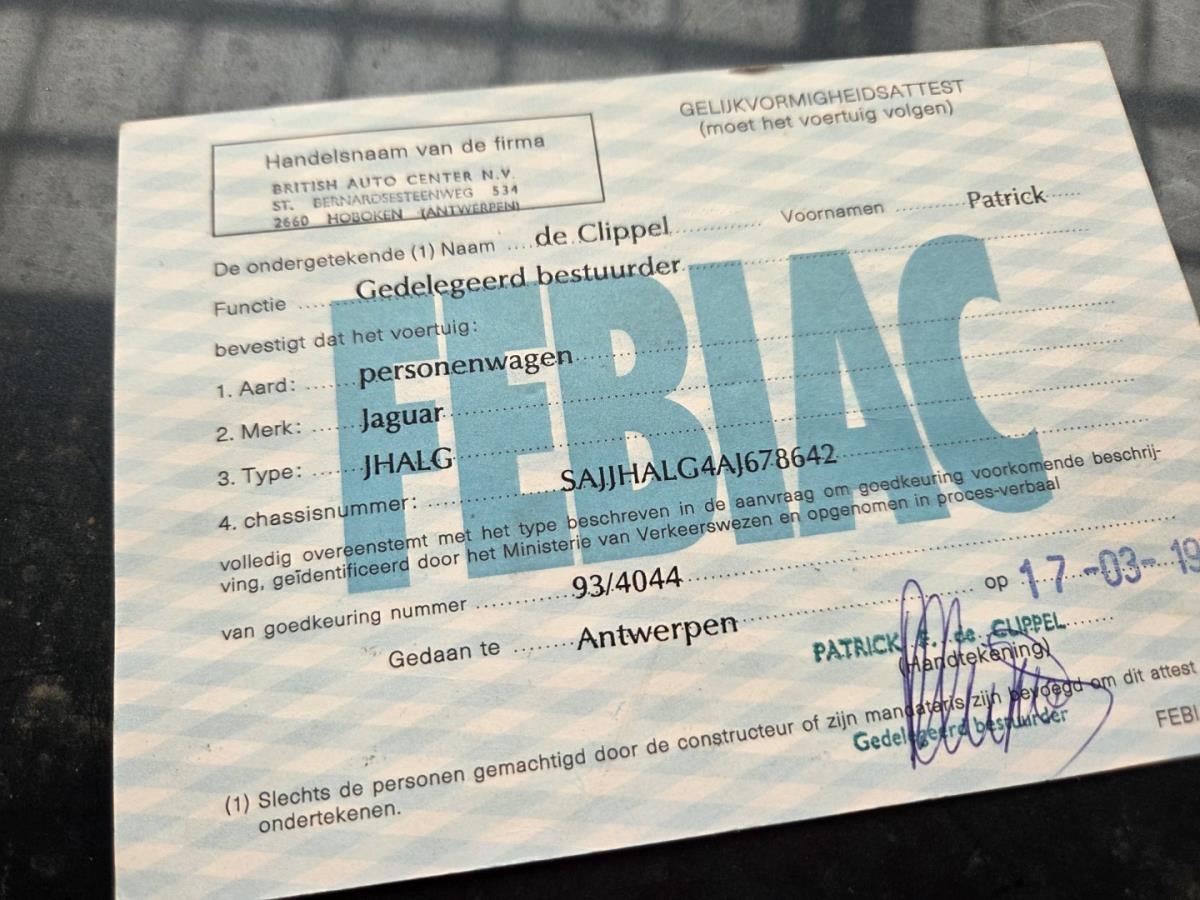 GELIJKVORMIGHEIDSATTEST
(moet het voertuig volgen)
Handelsnaam van de firma
BRITISH AUTO CENTER N.V.
ST. BERNARDSESTEENWEG 534
2660 HOBOKEN (ANTWERPEN)
De ondergetekende (1) Naam de Clippel Voornamen Patrick
Functie Gedelegeerd bestuurder
FEBIAC
bevestigt dat het voertuig:
1. Aard: personenwagen
2. Merk: Jaguar
3. Type: JHALG
4. chassisnummer: SAJJHALG4AJ678642
volledig overeenstemt met het type beschreven in de aanvraag om goedkeuring voorkomende beschrij-
ving, geïdentificeerd door het Ministerie van Verkeerswezen en opgenomen in proces-verbaal
van goedkeuring nummer 93/4044
Gedaan te Antwerpen op 17-03-19
PATRICK F. de CLIPPEL
(Handtekening)
(1) Slechts de personen gemachtigd door de constructeur of zijn mandataris zijn bevoegd om dit attest
ondertekenen.
Gedelegeerd bestuurder
FEBI